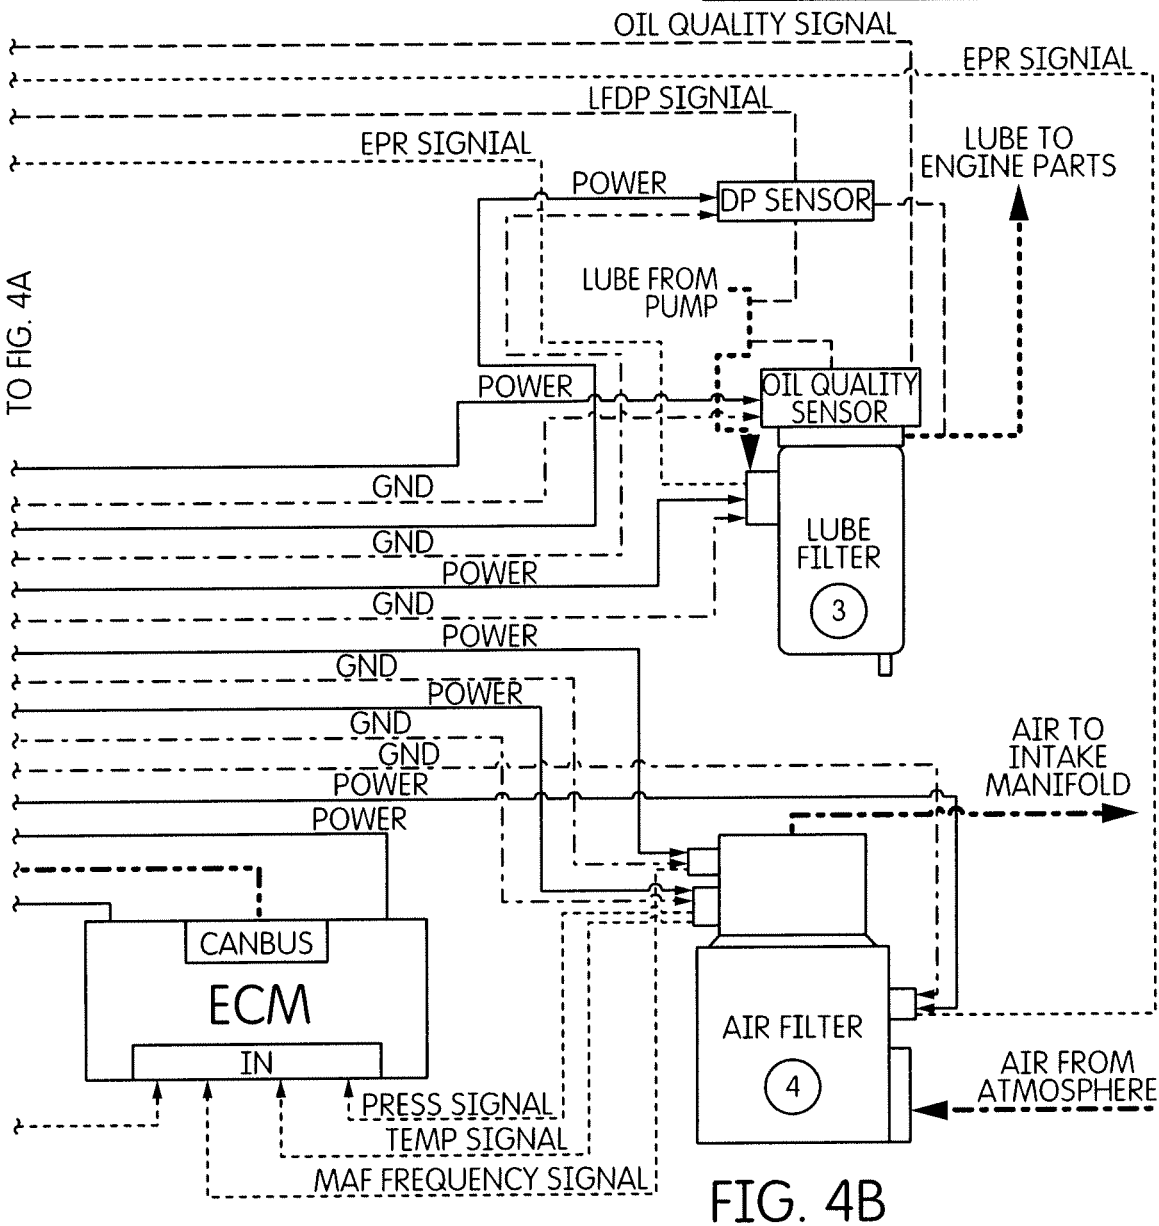 OIL QUALITY SIGNAL
EPR SIGNIAL
LFDP SIGNIAL
EPR SIGNIAL
LUBE TO
ENGINE PARTS
POWER
DP SENSOR
LUBE FROM
PUMP
TO FIG. 4A
POWER
OIL QUALITY
SENSOR
GND
GND
LUBE
FILTER
3
POWER
GND
POWER
GND
POWER
GND
GND
POWER
POWER
AIR TO
INTAKE
MANIFOLD
CANBUS
ECM
IN
AIR FILTER
4
AIR FROM
ATMOSPHERE
PRESS SIGNAL
TEMP SIGNAL
MAF FREQUENCY SIGNAL
FIG. 4B